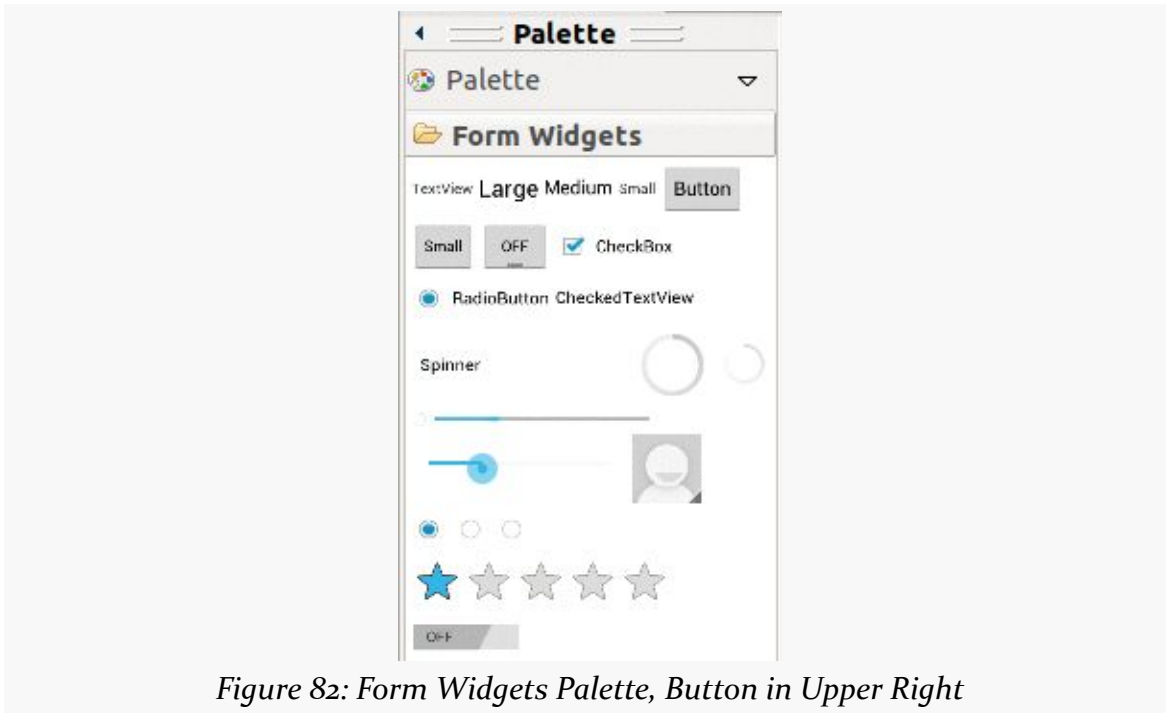 Palette
Palette
Form Widgets
TextView Large Medium Small Button
Small OFF CheckBox
RadioButton CheckedTextView
Spinner
OFF
Figure 82: Form Widgets Palette, Button in Upper Right